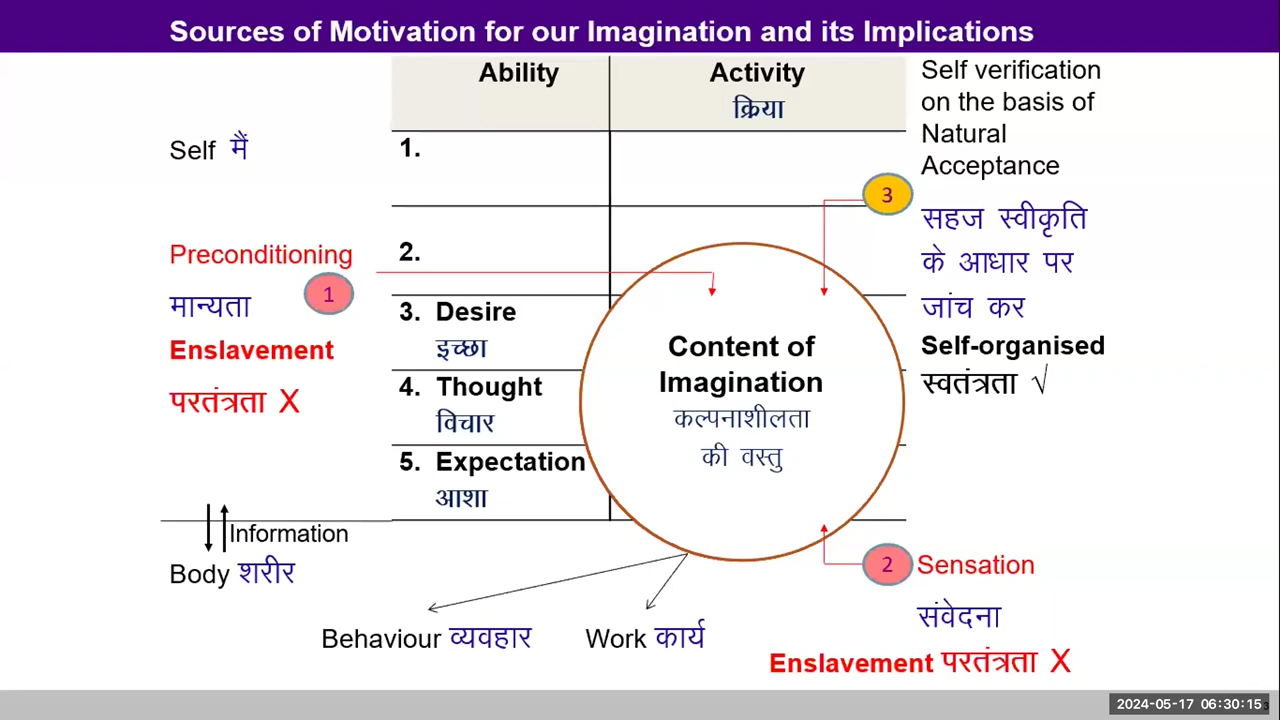 Sources of Motivation for our Imagination and its Implications
Ability
Activity
क्रिया
Self verification
on the basis of
Natural
Acceptance
सहज स्वीकृति
के आधार पर
जांच कर
Self-organised
स्वतंत्रता √
Self मैं
1.
3
Preconditioning
मान्यता
1
Enslavement
परतंत्रता X
2.
3. Desire
इच्छा
4. Thought
विचार
5. Expectation
आशा
Content of
Imagination
कल्पनाशीलता
की वस्तु
Information
Body शरीर
2
Sensation
संवेदना
Enslavement परतंत्रता X
Behaviour व्यवहार
Work कार्य
2024-05-17 06:30:15